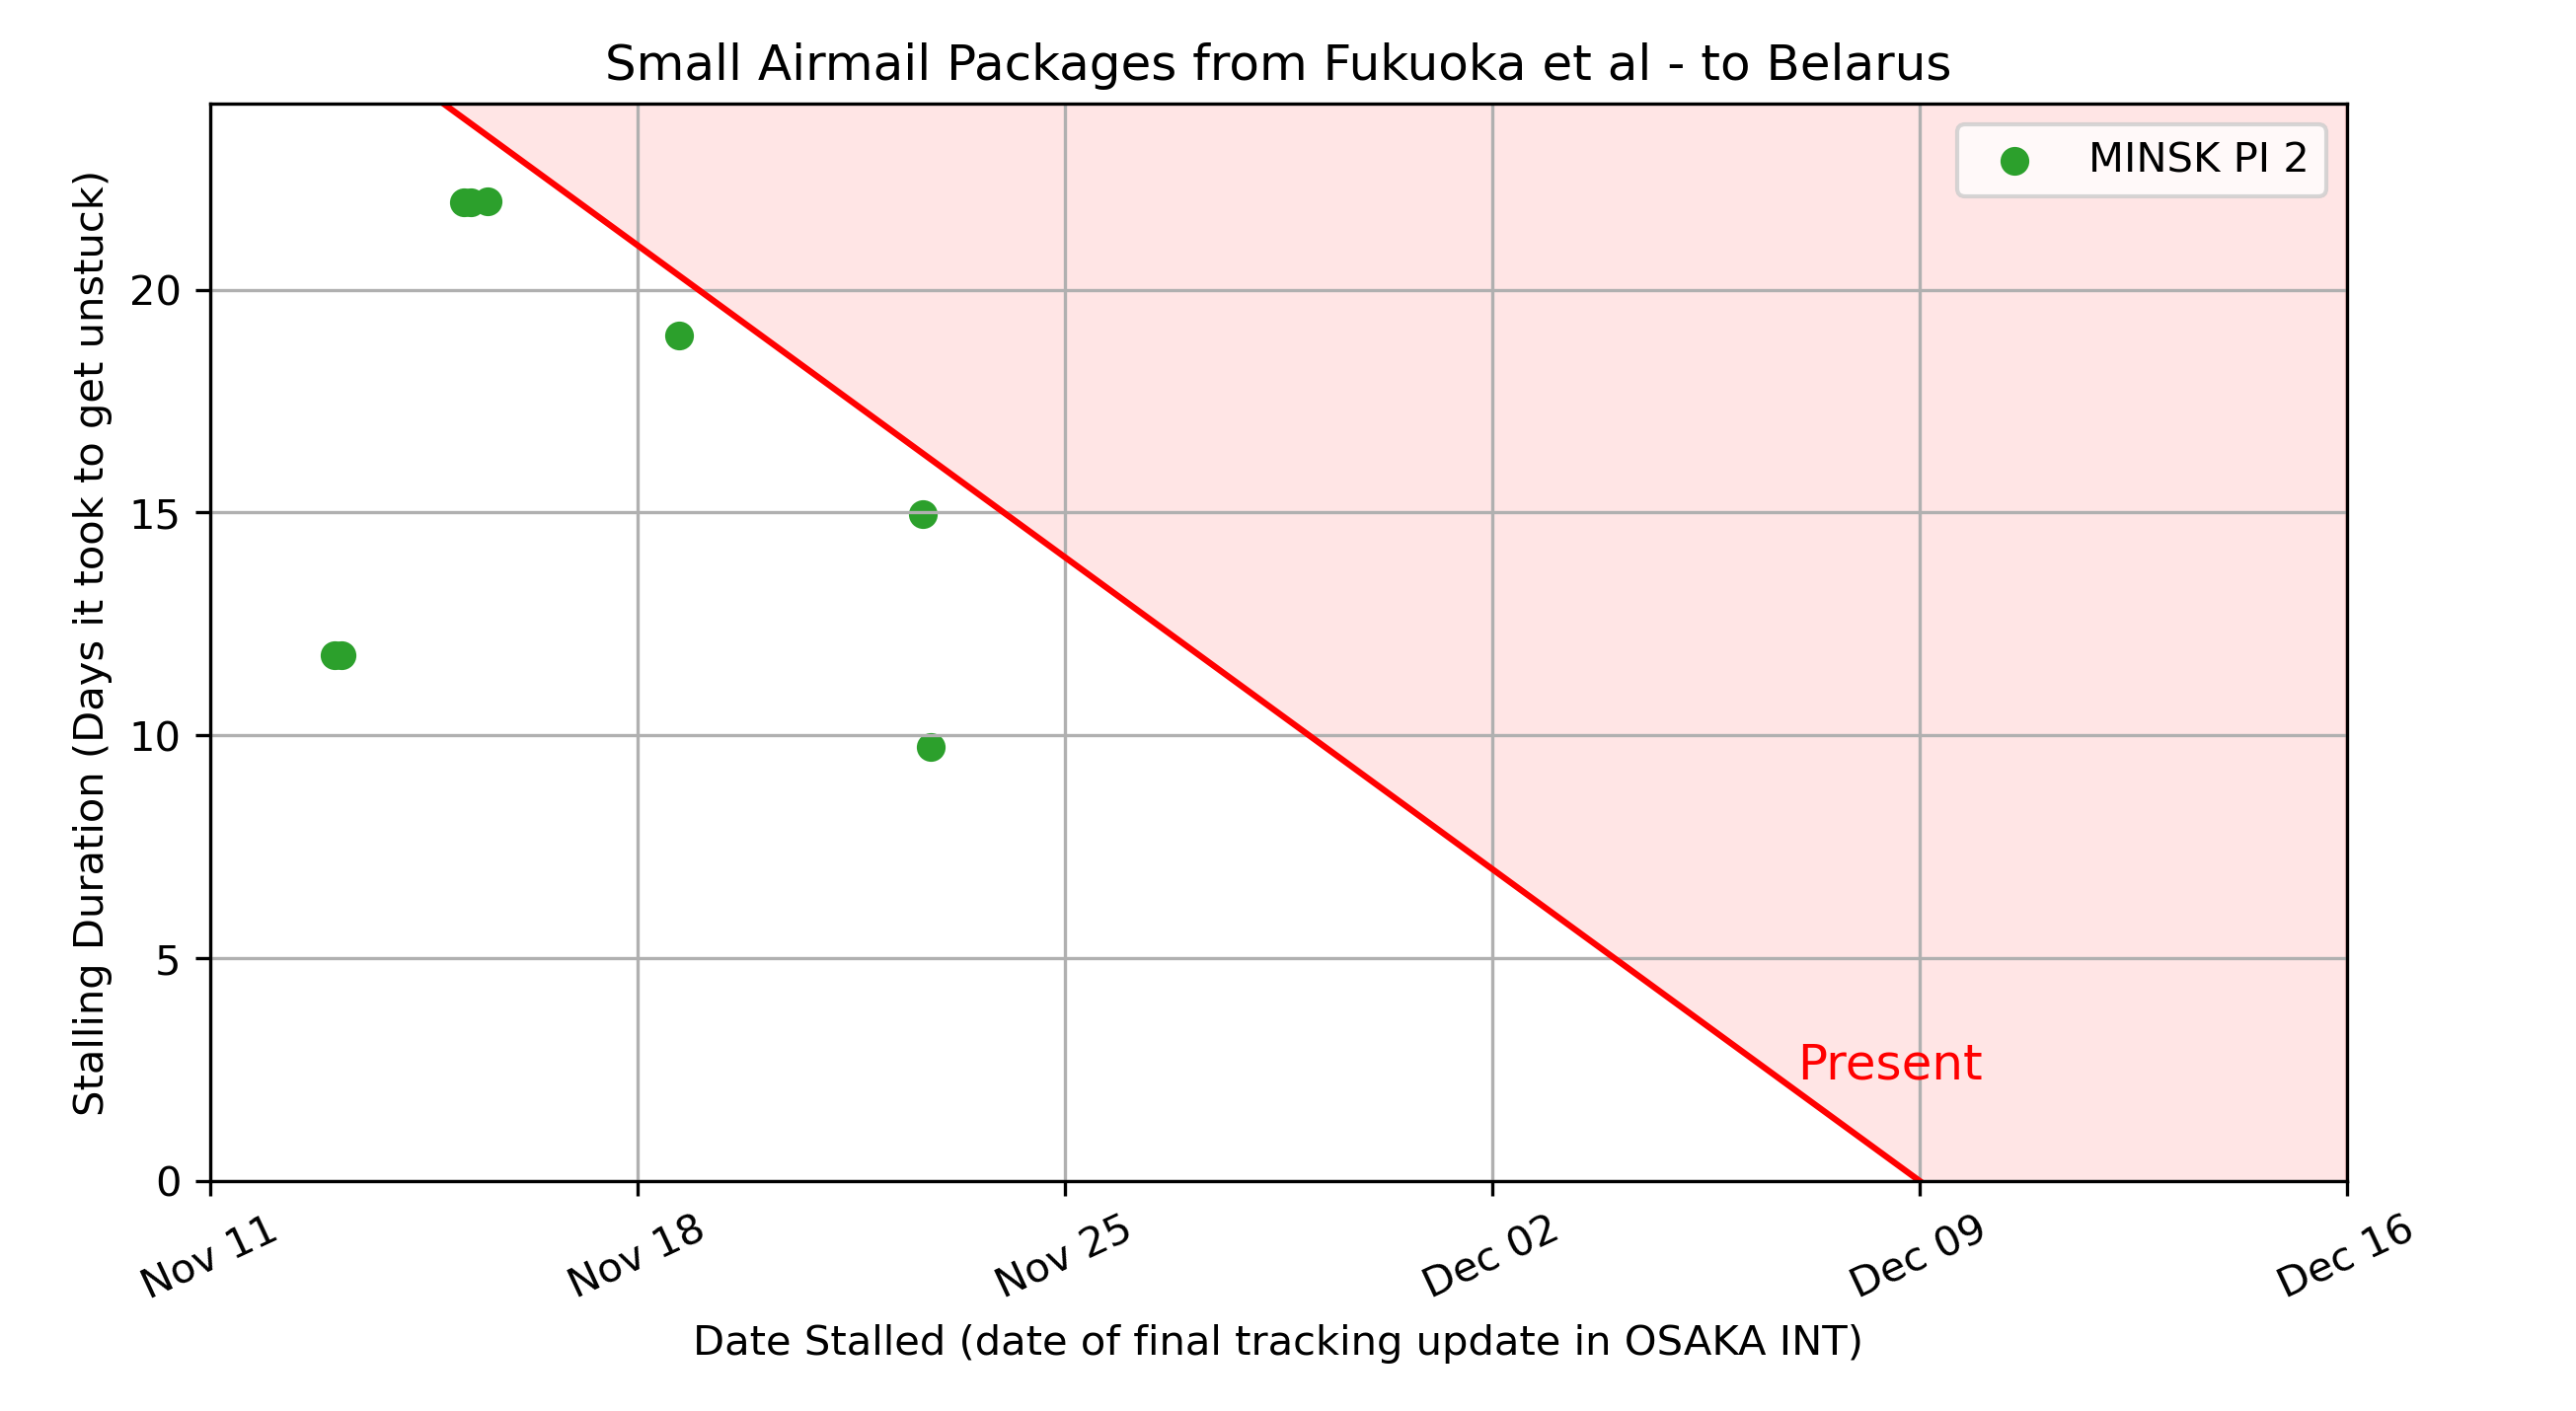 Small Airmail Packages from Fukuoka et al - to Belarus
MINSK PI 2
Stalling Duration (Days it took to get unstuck)
20
15
10
5
0
Present
Nov 11
Nov 18
Nov 25
Dec 02
Dec 09
Dec 16
Date Stalled (date of final tracking update in OSAKA INT)